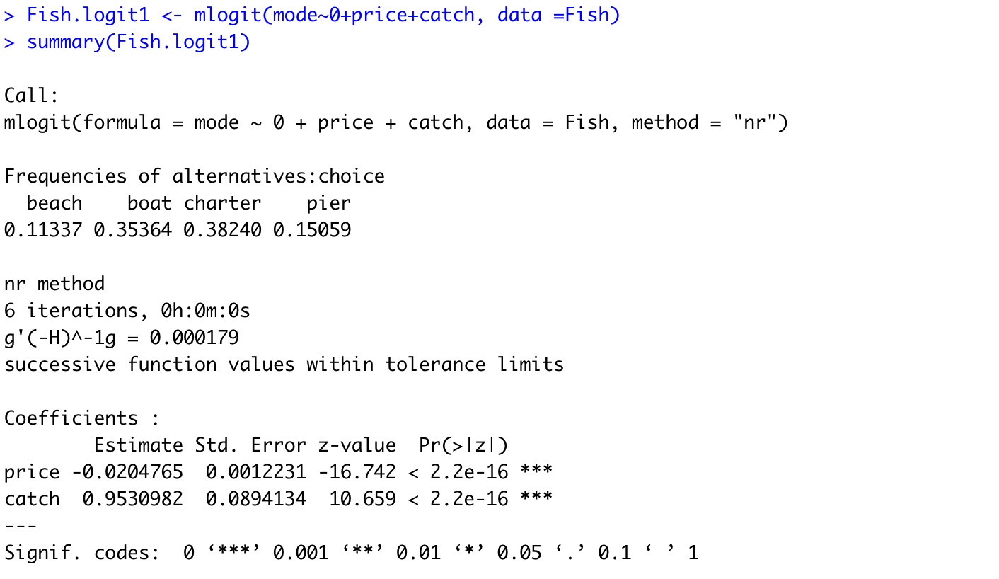 > Fish.logit1 <- mlogit(mode~0+price+catch, data =Fish)
> summary(Fish.logit1)
Call:
mlogit(formula = mode ~ 0 + price + catch, data = Fish, method = "nr")
Frequencies of alternatives:choice
  beach    boat charter    pier
0.11337 0.35364 0.38240 0.15059
nr method
6 iterations, 0h:0m:0s
g'(-H)^-1g = 0.000179
successive function values within tolerance limits
Coefficients :
        Estimate Std. Error z-value  Pr(>|z|)
price -0.0204765  0.0012231 -16.742 < 2.2e-16 ***
catch  0.9530982  0.0894134  10.659 < 2.2e-16 ***
---
Signif. codes:  0 ‘***’ 0.001 ‘**’ 0.01 ‘*’ 0.05 ‘.’ 0.1 ‘ ’ 1